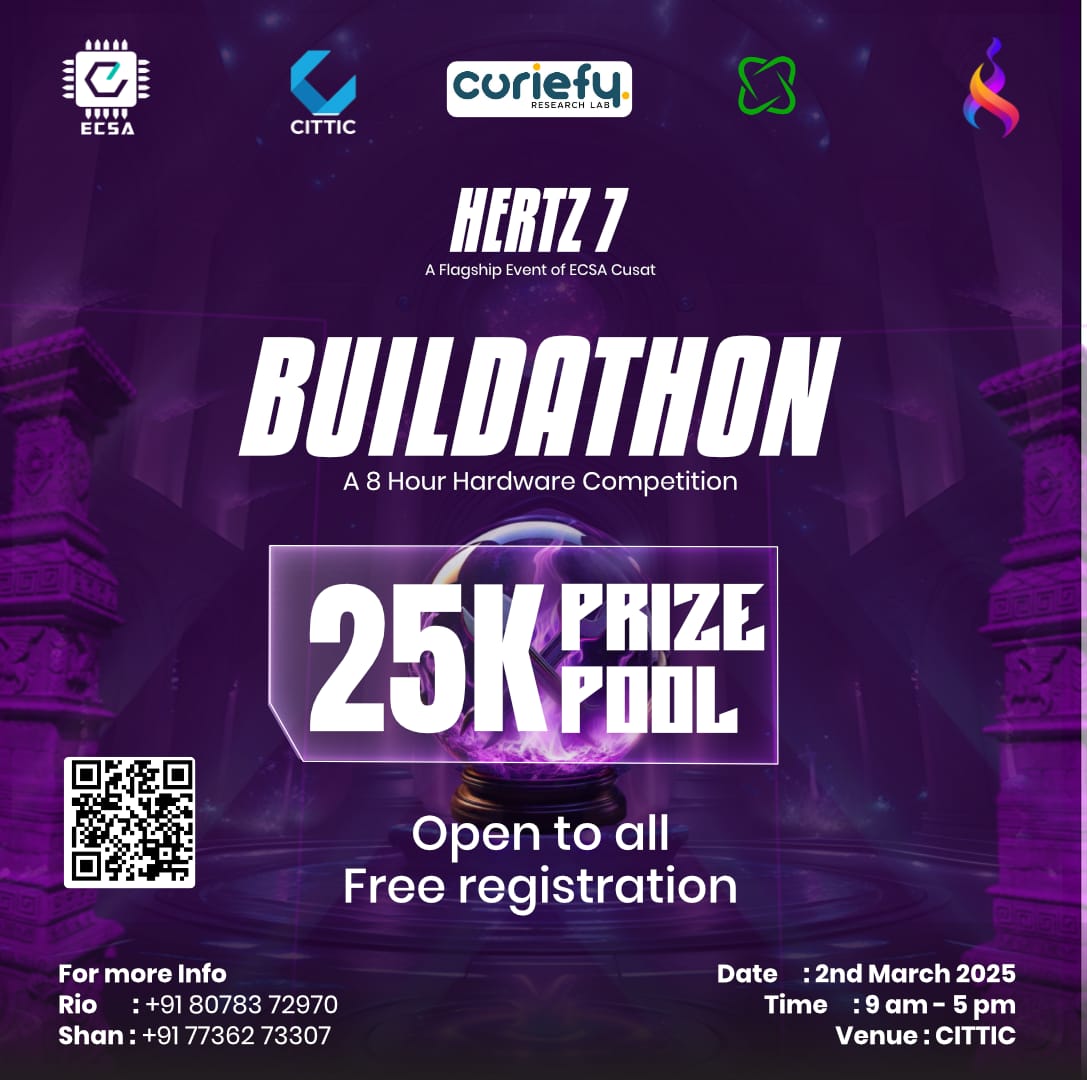 ECSA
CITTIC
curiefy.
RESEARCH LAB
HERTZ 7
A Flagship Event of ECSA Cusat
BUILDATHON
A 8 Hour Hardware Competition
25K PRIZE
POOL
Open to all
Free registration
For more Info
Rio : +91 80783 72970
Shan : +91 77362 73307
Date : 2nd March 2025
Time : 9 am - 5 pm
Venue : CITTIC